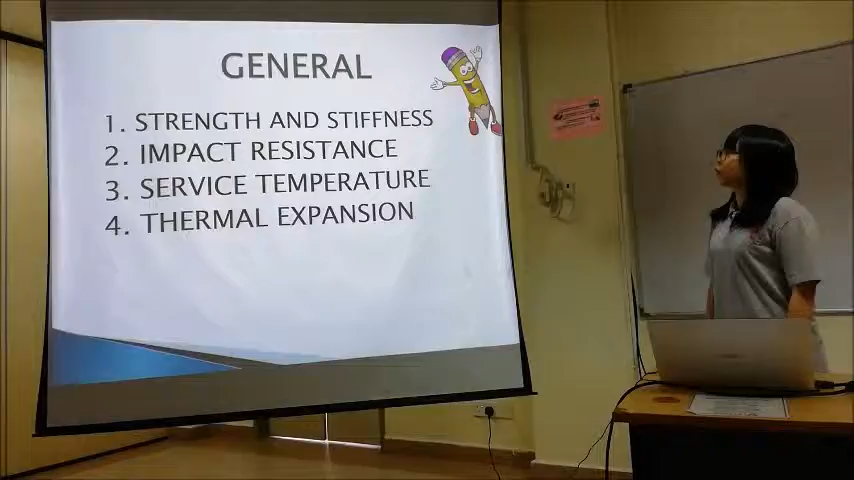 GENERAL
1. STRENGTH AND STIFFNESS
2. IMPACT RESISTANCE
3. SERVICE TEMPERATURE
4. THERMAL EXPANSION